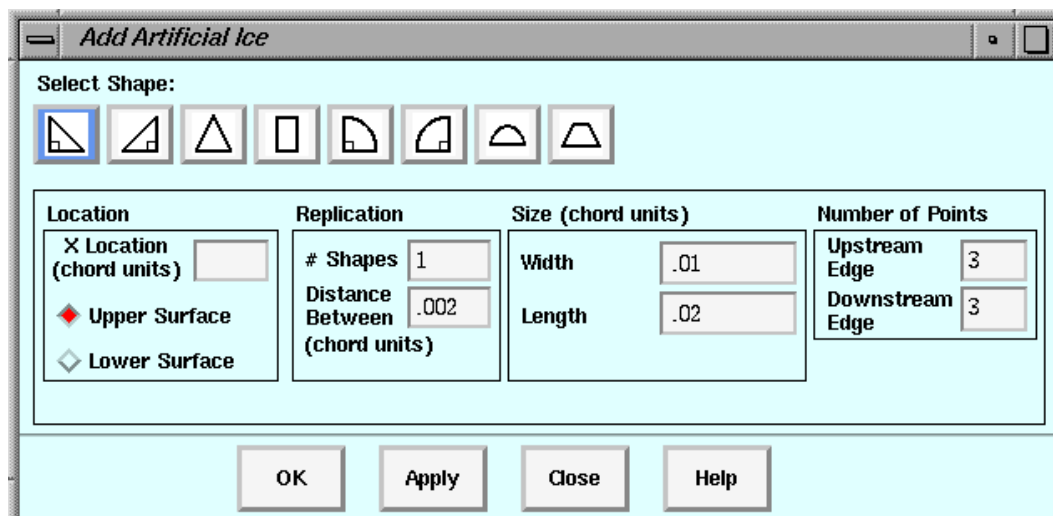 Add Artificial Ice
Select Shape:
Location
X Location
(chord units)
Upper Surface
Lower Surface
Replication
# Shapes 1
Distance
Between .002
(chord units)
Size (chord units)
Width .01
Length .02
Number of Points
Upstream
Edge 3
Downstream
Edge 3
OK Apply Close Help